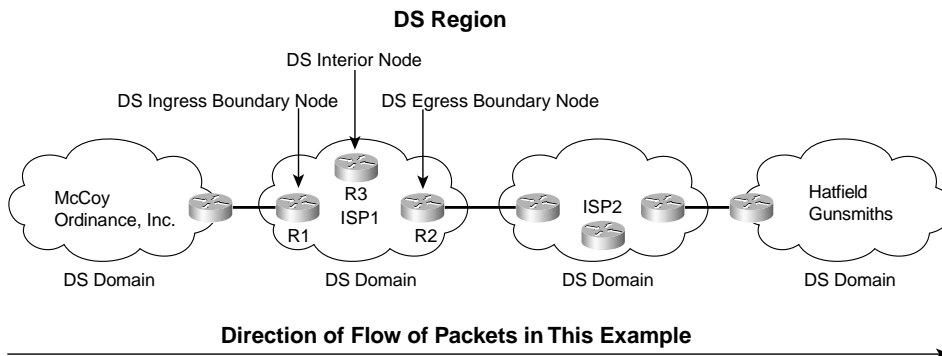 DS Region
DS Interior Node
DS Ingress Boundary Node
DS Egress Boundary Node
McCoy
Ordinance, Inc.
R3
ISP1
R1
R2
ISP2
Hatfield
Gunsmiths
DS Domain
DS Domain
DS Domain
DS Domain
Direction of Flow of Packets in This Example